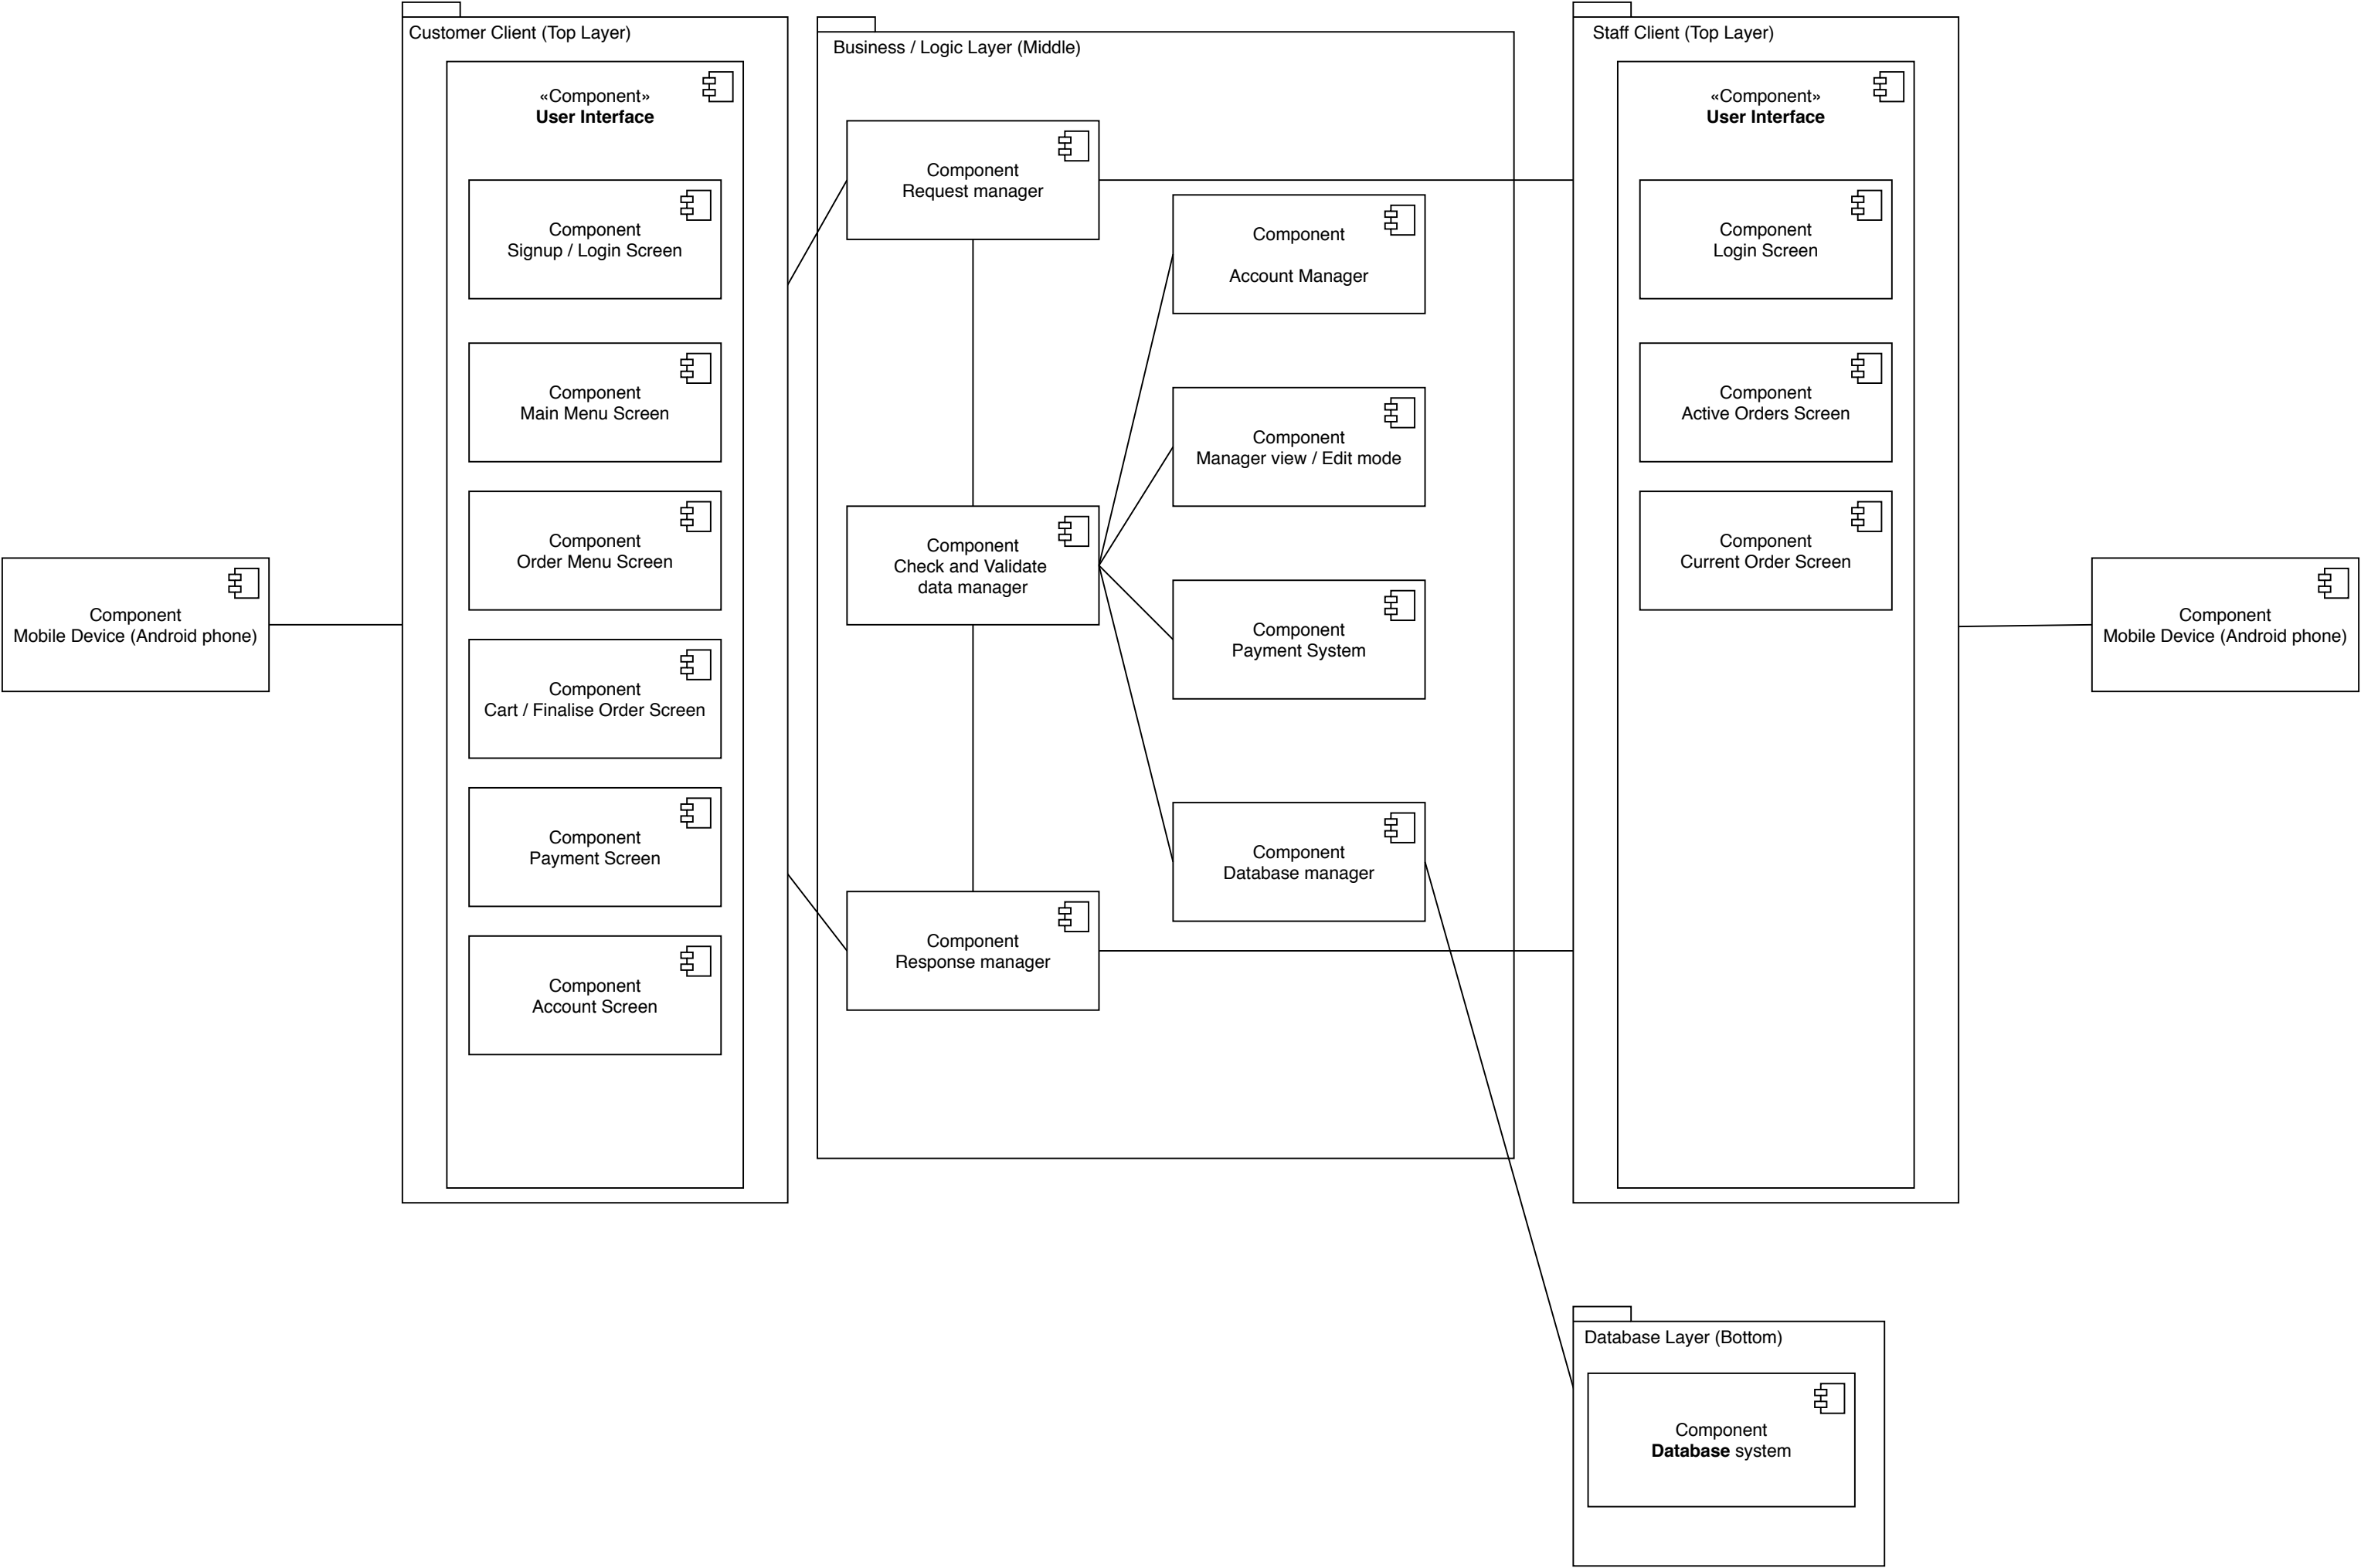 Customer Client (Top Layer)
«Component»
User Interface
Component
Signup / Login Screen
Component
Main Menu Screen
Component
Order Menu Screen
Component
Cart / Finalise Order Screen
Component
Payment Screen
Component
Account Screen
Component
Mobile Device (Android phone)
Business / Logic Layer (Middle)
Component
Request manager
Component
Account Manager
Component
Manager view / Edit mode
Component
Check and Validate
data manager
Component
Payment System
Component
Database manager
Component
Response manager
Staff Client (Top Layer)
«Component»
User Interface
Component
Login Screen
Component
Active Orders Screen
Component
Current Order Screen
Component
Mobile Device (Android phone)
Database Layer (Bottom)
Component
Database system